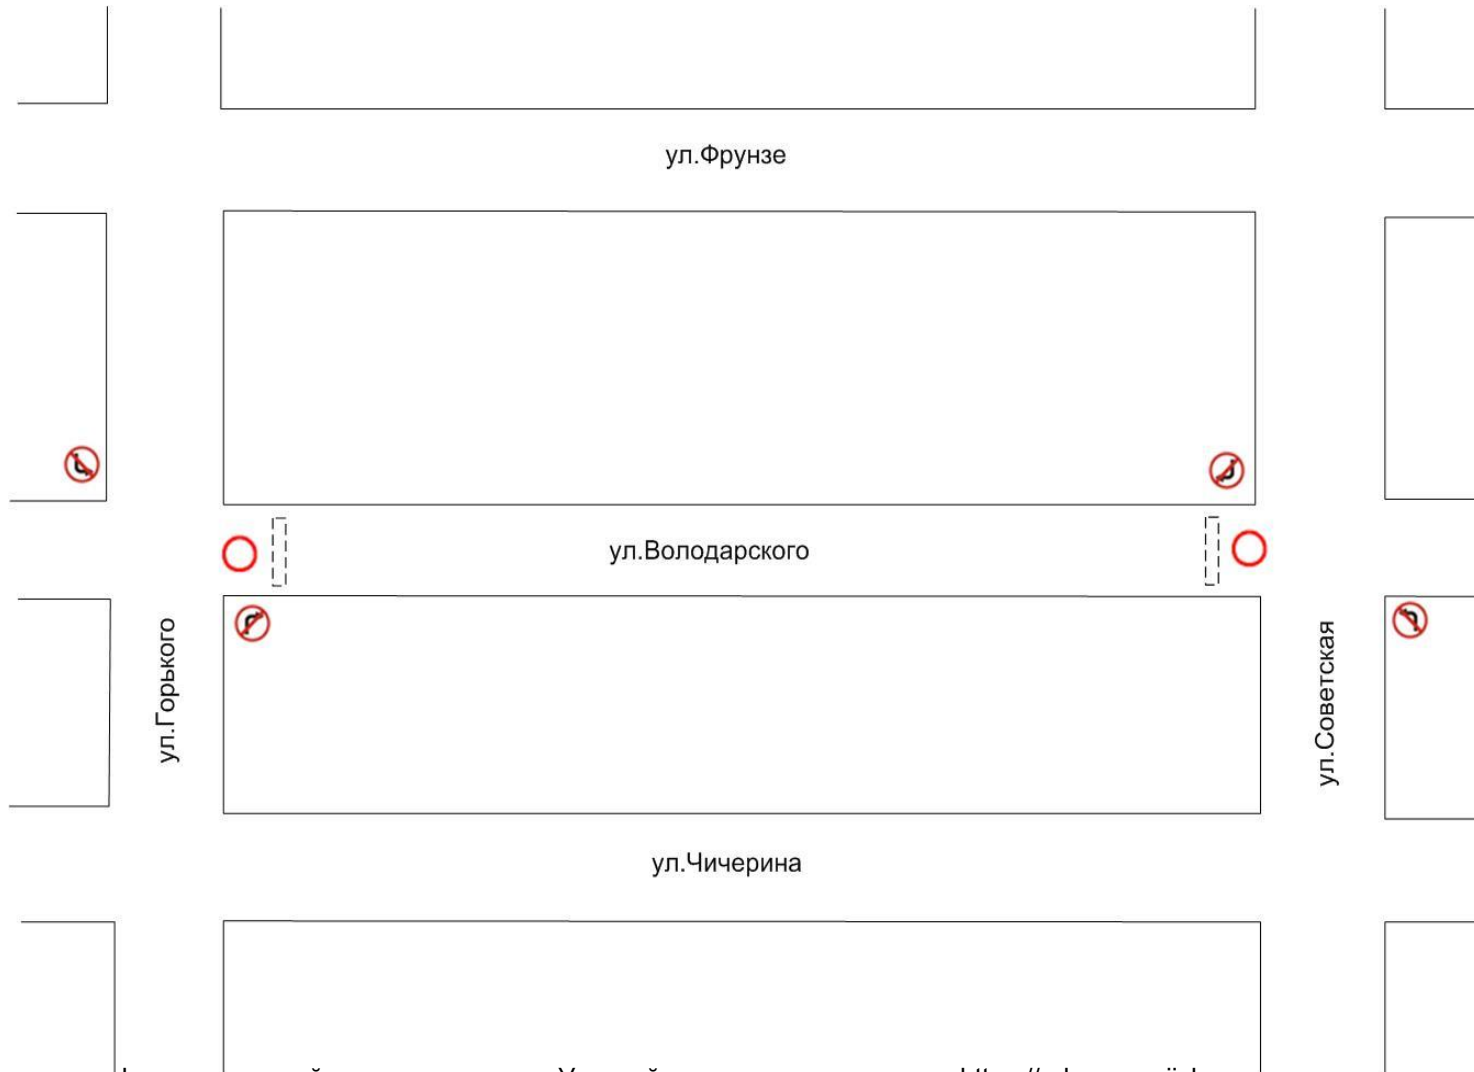 ул.Фрунзе
ул.Володарского
ул.Горького
ул.Советская
ул.Чичерина